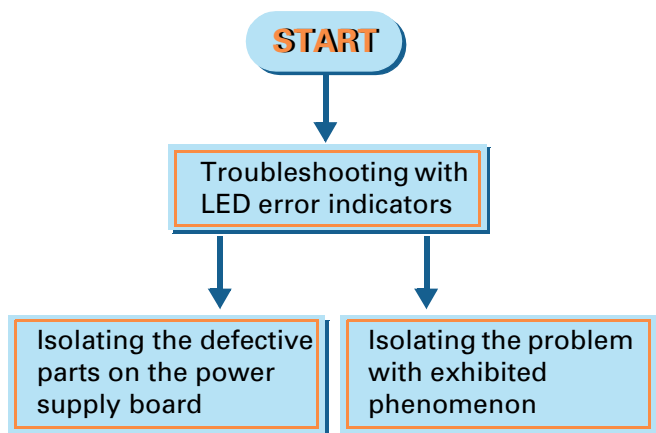 START
Troubleshooting with
LED error indicators
Isolating the defective
parts on the power
supply board
Isolating the problem
with exhibited
phenomenon